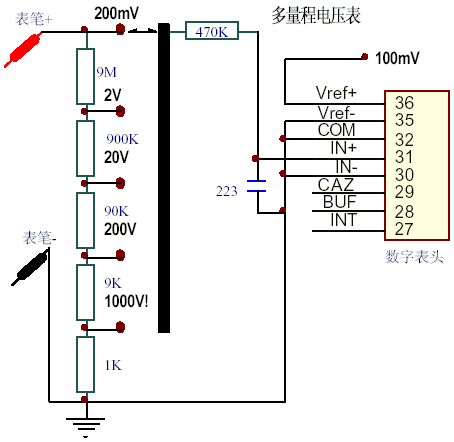 多量程电压表
表笔+
200mV
470K
100mV
9M
2V
Vref+
36
Vref-
35
COM
32
900K
IN+
31
20V
IN-
30
223
CAZ
29
90K
BUF
28
200V
INT
27
表笔-
数字表头
9K
1000V!
1K